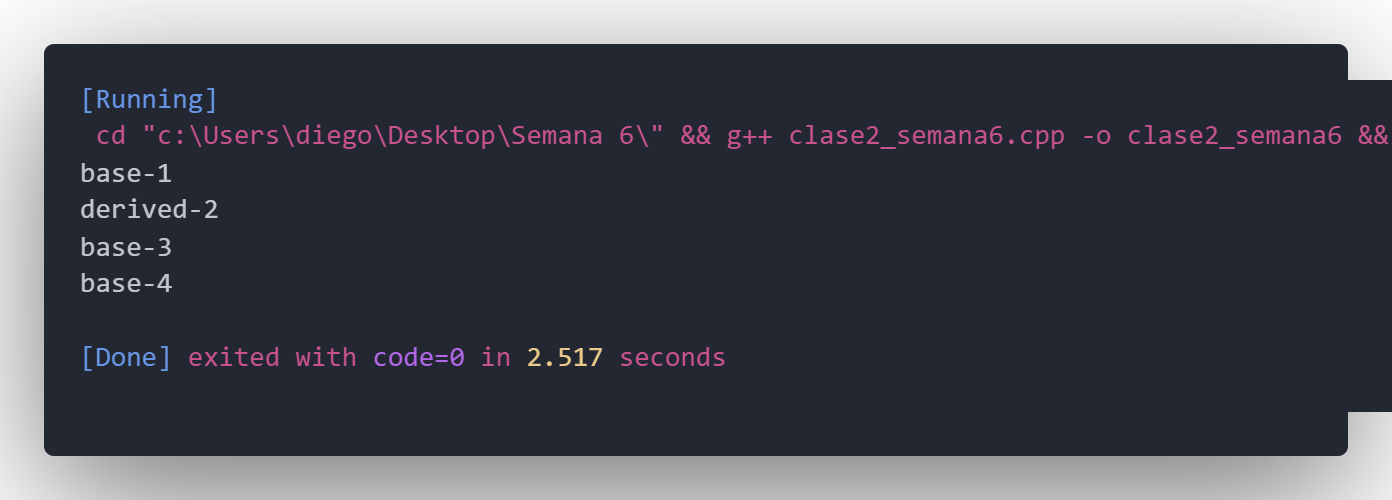 [Running]
cd "c:\Users\diego\Desktop\Semana 6\" && g++ clase2_semana6.cpp -o clase2_semana6 &&
base-1
derived-2
base-3
base-4
[Done] exited with code=0 in 2.517 seconds